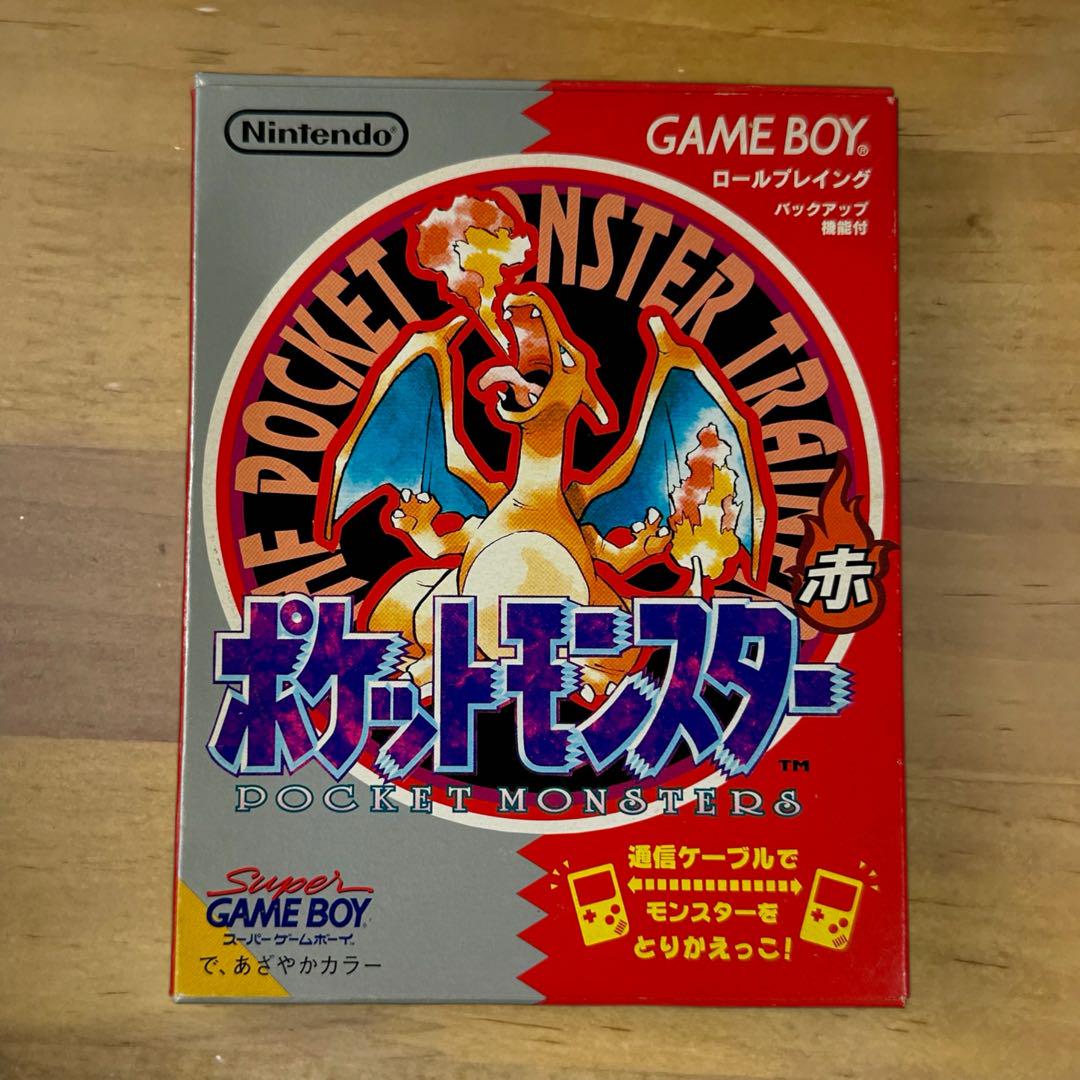 Nintendo®
GAME BOY®
ロールプレイング
バックアップ
機能付
POCKET MONSTER TRAINE
赤
ポケットモンスター
TM
POCKET MONSTERS
Super
GAME BOY
スーパーゲームボーイ
で、あざやかカラー
通信ケーブルで
モンスターを
とりかえっこ!